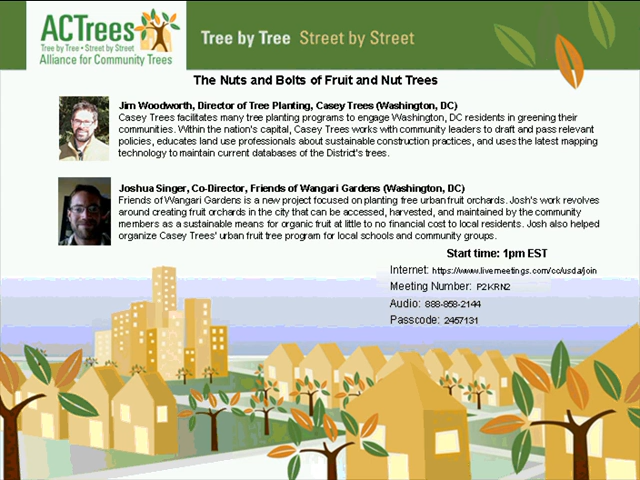 ACTrees
Tree by Tree • Street by Street
Alliance for Community Trees
Tree by Tree Street by Street
The Nuts and Bolts of Fruit and Nut Trees
Jim Woodworth, Director of Tree Planting, Casey Trees (Washington, DC)
Casey Trees facilitates many tree planting programs to engage Washington, DC residents in greening their
communities. Within the nation's capital, Casey Trees works with community leaders to draft and pass relevant
policies, educates land use professionals about sustainable construction practices, and uses the latest mapping
technology to maintain current databases of the District's trees.
Joshua Singer, Co-Director, Friends of Wangari Gardens (Washington, DC)
Friends of Wangari Gardens is a new project focused on planting free urban fruit orchards. Josh's work revolves
around creating fruit orchards in the city that can be accessed, harvested, and maintained by the community
members as a sustainable means for organic fruit at little to no financial cost to local residents. Josh also helped
organize Casey Trees' urban fruit tree program for local schools and community groups.
Start time: 1pm EST
Internet: https://www.livemeetings.com/cc/usda/join
Meeting Number: P2KRN2
Audio: 888-858-2144
Passcode: 2457131